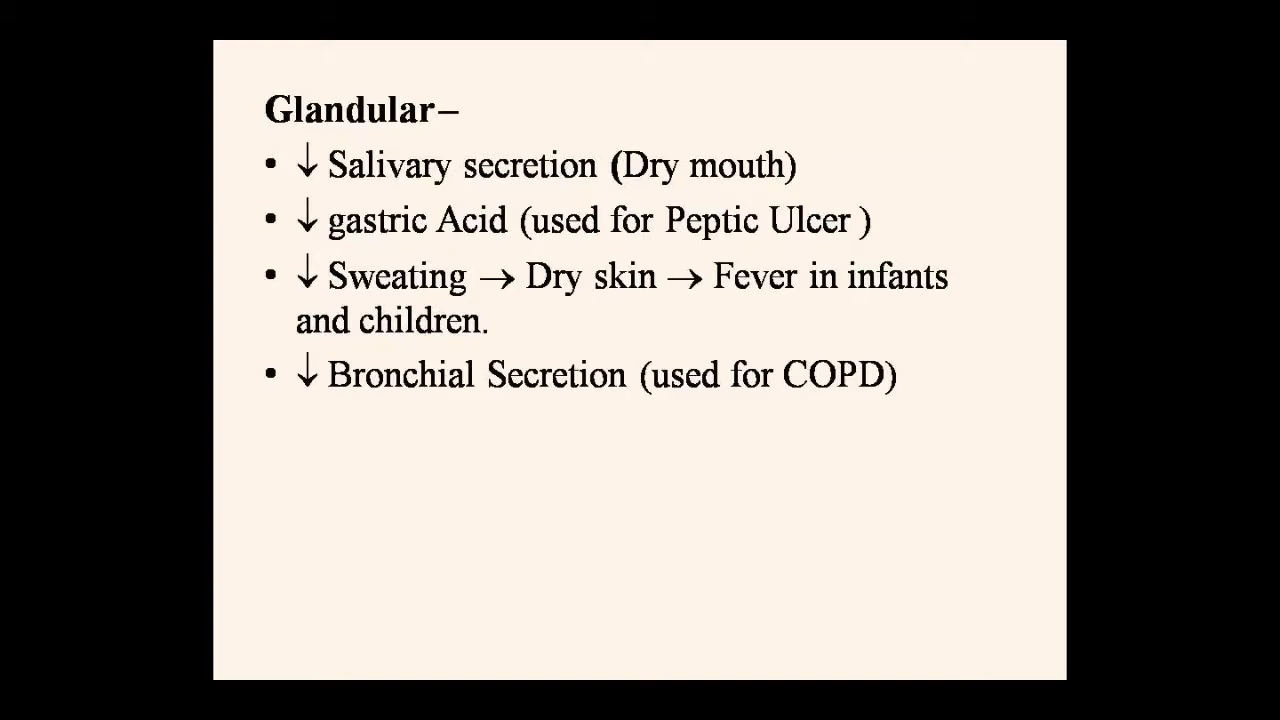 Glandular–
• ↓ Salivary secretion (Dry mouth)
• ↓ gastric Acid (used for Peptic Ulcer )
• ↓ Sweating → Dry skin → Fever in infants
and children.
• ↓ Bronchial Secretion (used for COPD)